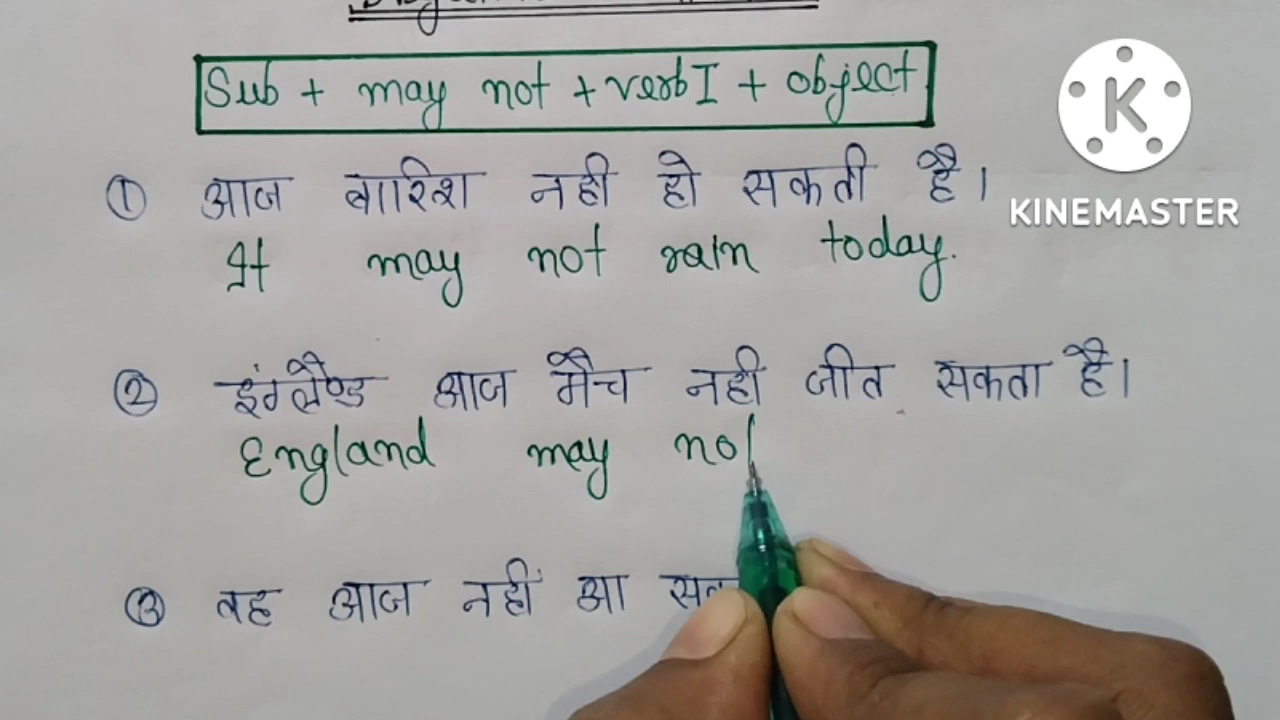 Sub + may not + verb I + object
① आज बारिश नही हो सकती है।
It may not rain today.
② इंग्लैण्ड आज मैच नही जीत सकता है।
England may not
③ वह आज नहीं आ
KINEMASTER